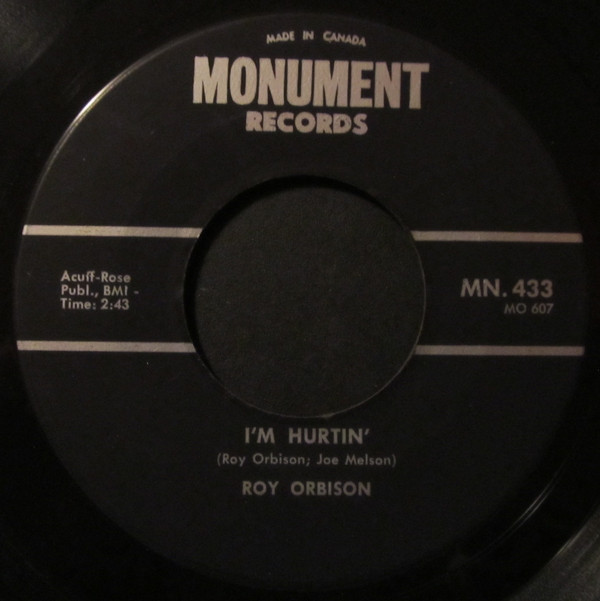 MADE IN CANADA
MONUMENT
RECORDS
Acuff-Rose
Publ., BMI -
Time: 2:43
MN. 433
MO 607
I'M HURTIN'
(Roy Orbison; Joe Melson)
ROY ORBISON